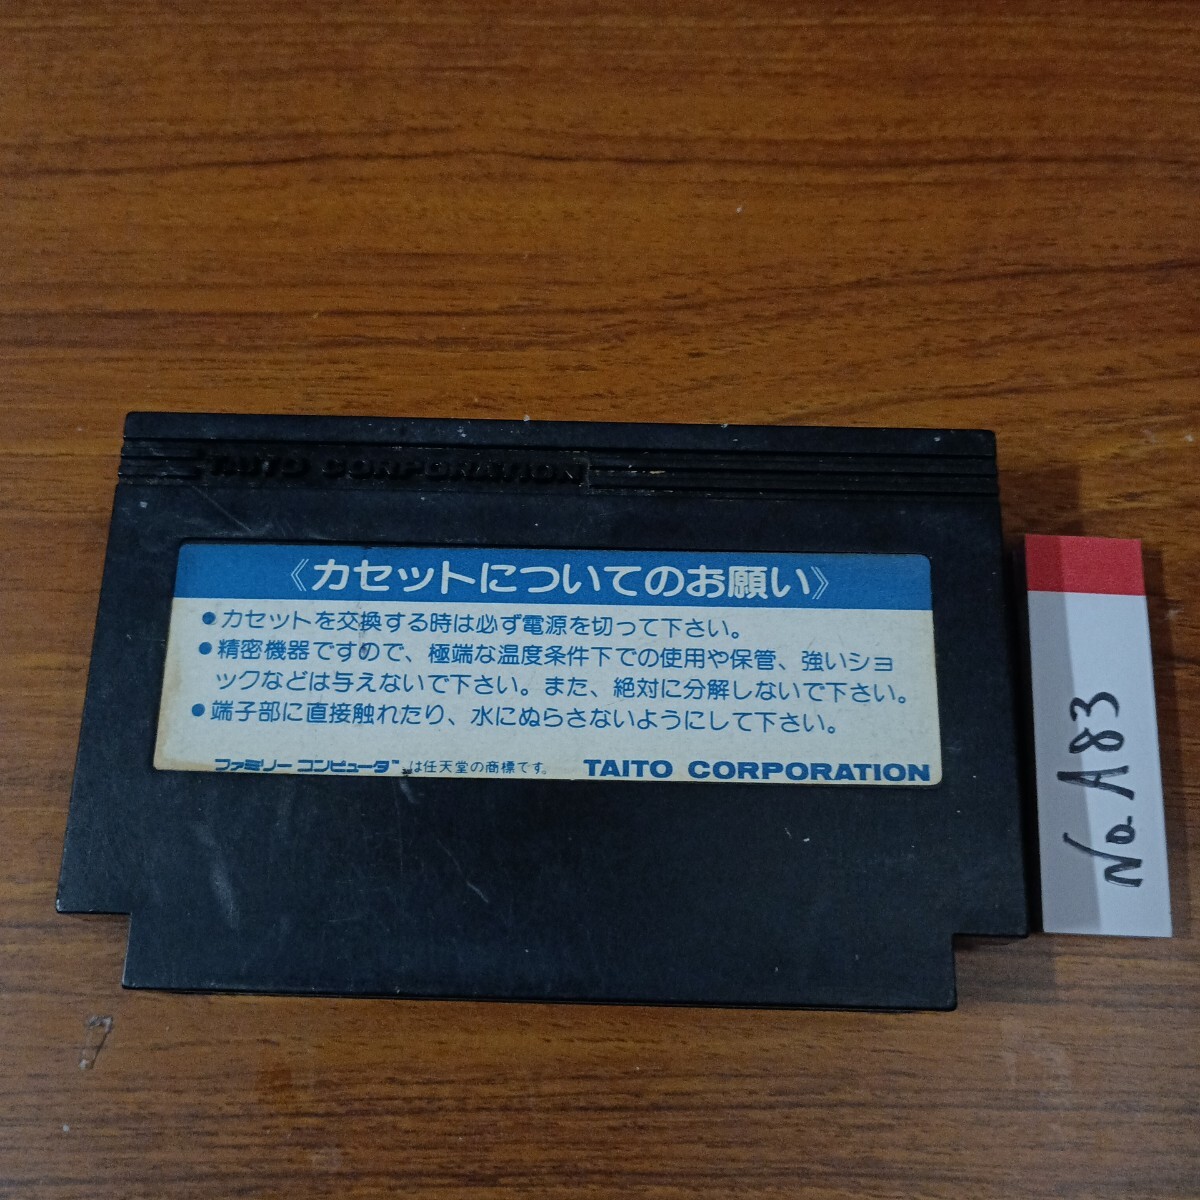 TAITO CORPORATION
《カセットについてのお願い》
●カセットを交換する時は必ず電源を切って下さい。
●精密機器ですので、極端な温度条件下での使用や保管、強いショ
ックなどは与えないで下さい。また、絶対に分解しないで下さい。
●端子部に直接触れたり、水にぬらさないようにして下さい。
ファミリーコンピュータ™は任天堂の商標です。 TAITO CORPORATION
No A83